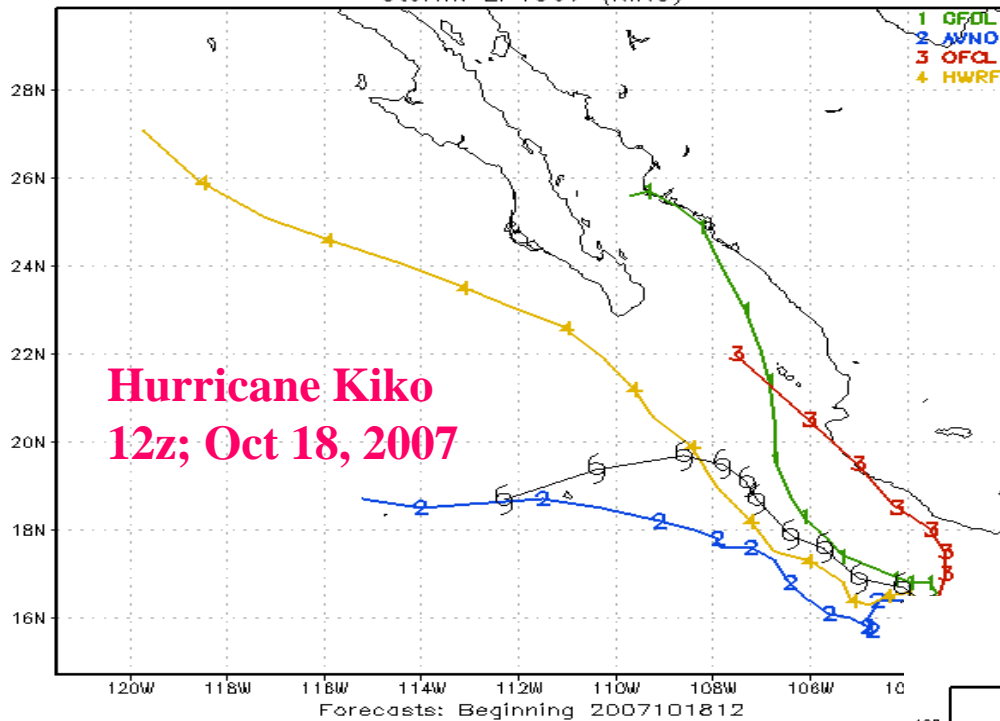 1 GFDL
2 AVNO
3 OFCL
4 HWRF
28N
26N
24N
22N
20N
18N
16N
Hurricane Kiko
12z; Oct 18, 2007
120W 118W 116W 114W 112W 110W 108W 106W 10
Forecasts: Beginning 2007101812